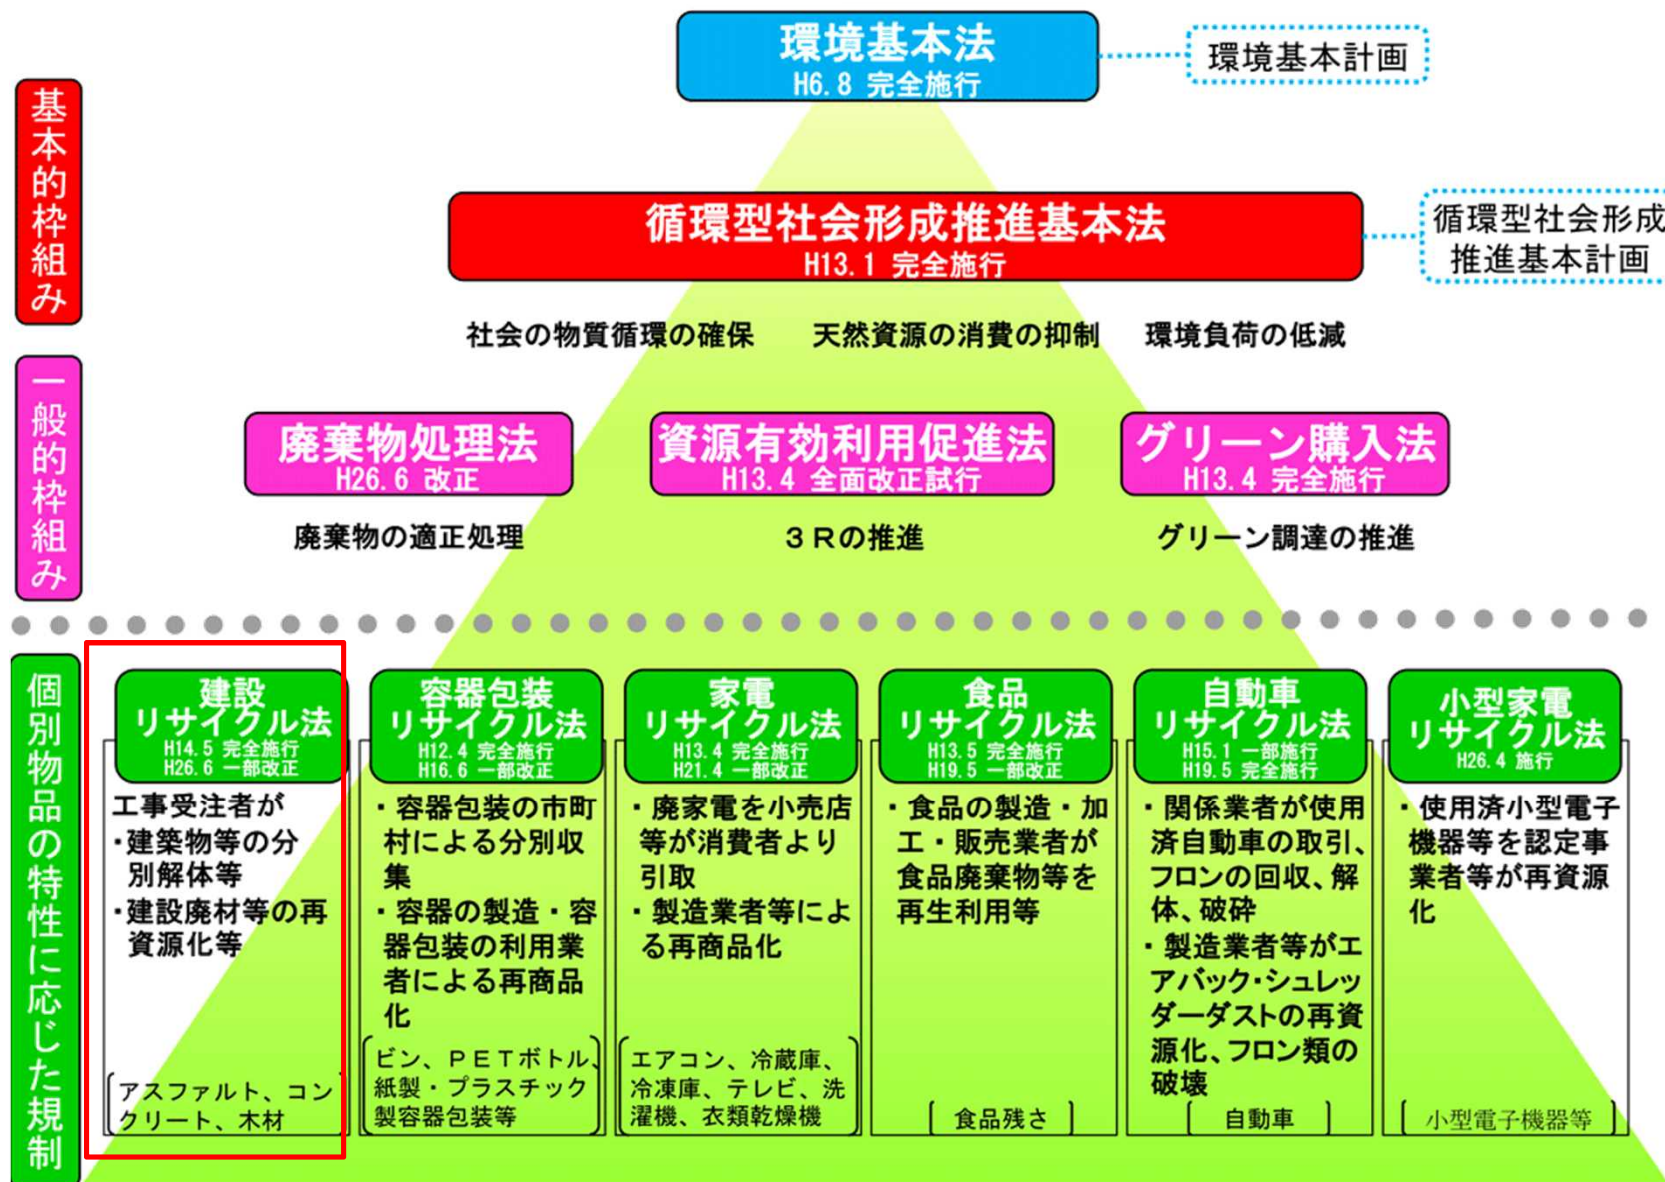 環境基本法
H6.8 完全施行
環境基本計画
基本的枠組み
循環型社会形成推進基本法
H13.1 完全施行
循環型社会形成
推進基本計画
社会の物質循環の確保
天然資源の消費の抑制
環境負荷の低減
一般的枠組み
廃棄物処理法
H26.6 改正
廃棄物の適正処理
資源有効利用促進法
H13.4 全面改正試行
3Rの推進
グリーン購入法
H13.4 完全施行
グリーン調達の推進
個別物品の特性に応じた規制
建設
リサイクル法
H14.5 完全施行
H26.6 一部改正
工事受注者が
・建築物等の分
別解体等
・建設廃材等の再
資源化等
アスファルト、コン
クリート、木材
容器包装
リサイクル法
H12.4 完全施行
H16.6 一部改正
・容器包装の市町
村による分別収
集
・容器の製造・容
器包装の利用業
者による再商品
化
ビン、PETボトル、
紙製・プラスチック
製容器包装等
家電
リサイクル法
H13.4 完全施行
H21.4 一部改正
・廃家電を小売店
等が消費者より
引取
・製造業者等によ
る再商品化
エアコン、冷蔵庫、
冷凍庫、テレビ、洗
濯機、衣類乾燥機
食品
リサイクル法
H13.5 完全施行
H19.5 一部改正
・食品の製造・加
工・販売業者が
食品廃棄物等を
再生利用等
食品残さ
自動車
リサイクル法
H15.1 一部施行
H19.5 完全施行
・関係業者が使用
済自動車の取引、
フロンの回収、解
体、破砕
・製造業者等がエ
アバック・シュレッ
ダーダストの再資
源化、フロン類の
破壊
自動車
小型家電
リサイクル法
H26.4 施行
・使用済小型電子
機器等を認定事
業者等が再資源
化
小型電子機器等